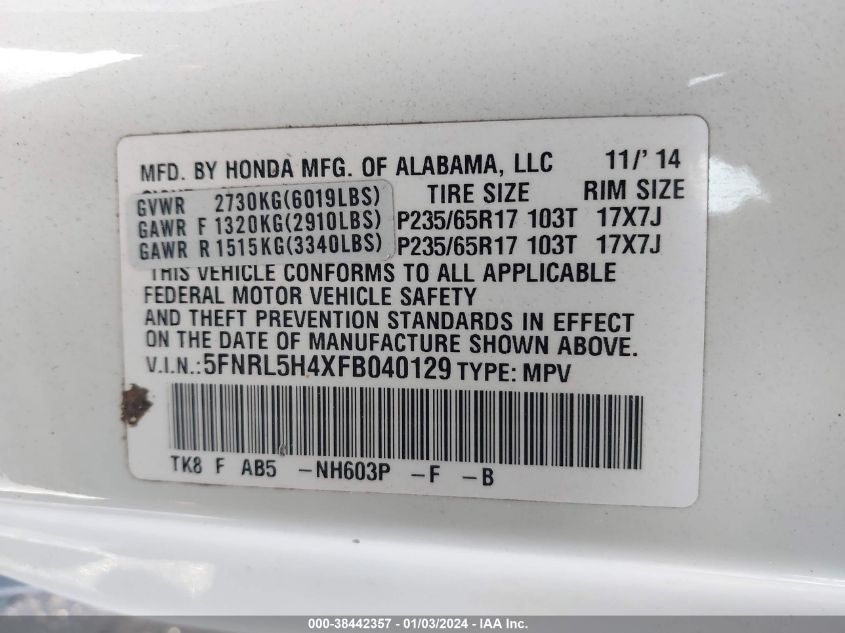 MFD. BY HONDA MFG. OF ALABAMA, LLC 11/' 14
GVWR 2730KG(6019LBS) TIRE SIZE RIM SIZE
GAWR F 1320KG(2910LBS) P235/65R17 103T 17X7J
GAWR R 1515KG(3340LBS) P235/65R17 103T 17X7J
THIS VEHICLE CONFORMS TO ALL APPLICABLE
FEDERAL MOTOR VEHICLE SAFETY
AND THEFT PREVENTION STANDARDS IN EFFECT
ON THE DATE OF MANUFACTURE SHOWN ABOVE.
V.I.N.:5FNRL5H4XFB040129 TYPE: MPV
TK8 F AB5 -NH603P -F -B
000-38442357 - 01/03/2024 - IAA Inc.